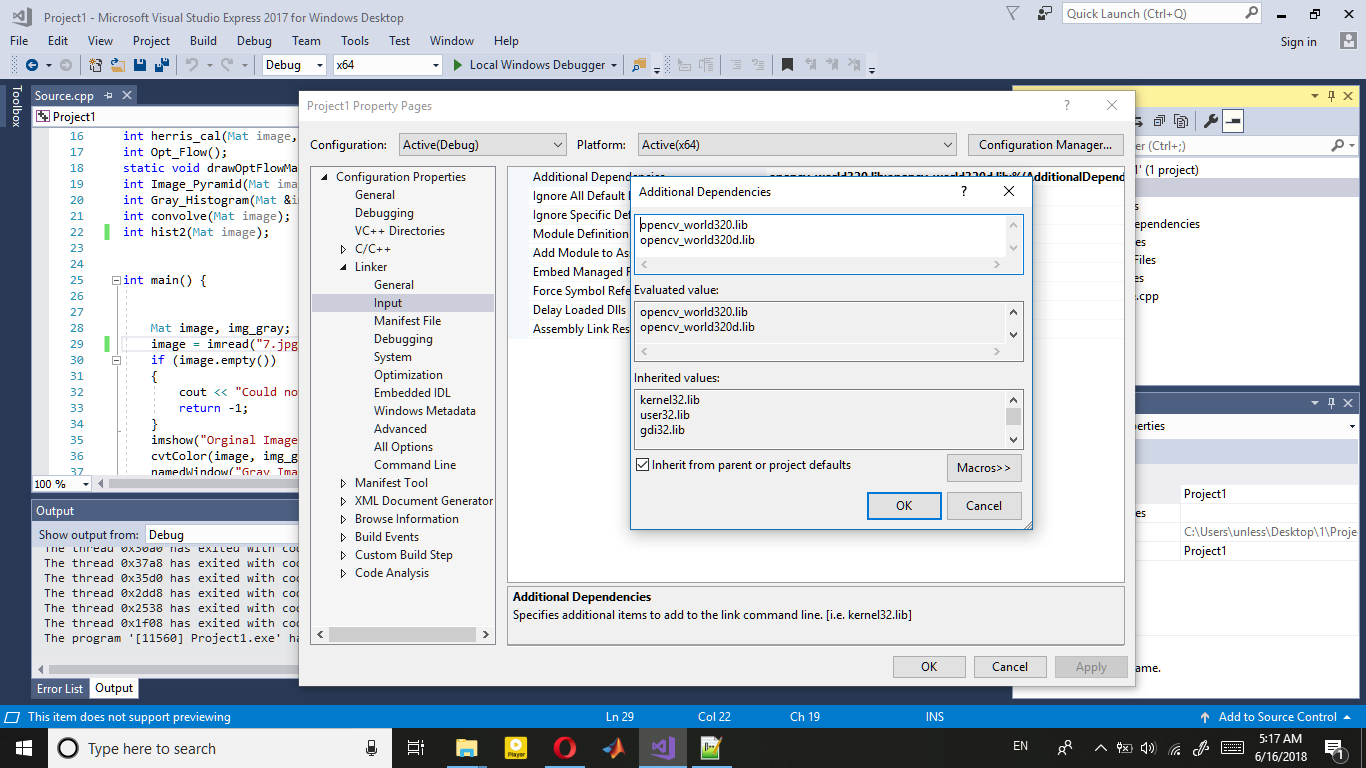 Project1 - Microsoft Visual Studio Express 2017 for Windows Desktop
Quick Launch (Ctrl+Q)
File Edit View Project Build Debug Team Tools Test Window Help
Sign in
Debug x64 Local Windows Debugger
Toolbox
Source.cpp
Project1
16 int herris_cal(Mat image,
17 int Opt_Flow();
18 static void drawOptFlowMa
19 int Image_Pyramid(Mat ima
20 int Gray_Histogram(Mat &i
21 int convolve(Mat image);
22 int hist2(Mat image);
23
24
25 int main() {
26
27
28 Mat image, img_gray;
29 image = imread("7.jpg
30 if (image.empty())
31 {
32 cout << "Could no
33 return -1;
34 }
35 imshow("Orginal Image
36 cvtColor(image, img_g
37 namedWindow("Gray Ima
100 %
Output
Show output from: Debug
The thread 0x30a0 has exited with cod
The thread 0x37a8 has exited with cod
The thread 0x35d0 has exited with cod
The thread 0x2dd8 has exited with cod
The thread 0x2538 has exited with cod
The thread 0x1f08 has exited with cod
The program '[11560] Project1.exe' ha
Error List Output
Project1 Property Pages
?
Configuration: Active(Debug) Platform: Active(x64) Configuration Manager...
Configuration Properties
General
Debugging
VC++ Directories
C/C++
Linker
General
Input
Manifest File
Debugging
System
Optimization
Embedded IDL
Windows Metadata
Advanced
All Options
Command Line
Manifest Tool
XML Document Generator
Browse Information
Build Events
Custom Build Step
Code Analysis
Additional Dependencies opencv_world320.lib;opencv_world320d.lib;%(AdditionalDepend
Ignore All Default
Ignore Specific Def
Module Definition
Add Module to Ass
Embed Managed R
Force Symbol Refe
Delay Loaded Dlls
Assembly Link Res
Additional Dependencies
?
opencv_world320.lib
opencv_world320d.lib
Evaluated value:
opencv_world320.lib
opencv_world320d.lib
Inherited values:
kernel32.lib
user32.lib
gdi32.lib
Inherit from parent or project defaults
Macros>>
OK Cancel
Additional Dependencies
Specifies additional items to add to the link command line. [i.e. kernel32.lib]
OK Cancel Apply
er (Ctrl+;)
1' (1 project)
s
ependencies
es
Files
es
e.cpp
erties
Project1
es
C:\Users\unless\Desktop\1\Proje
Project1
ame.
This item does not support previewing
Ln 29 Col 22 Ch 19 INS
Add to Source Control
Type here to search
Player
EN
5:17 AM
6/16/2018
1